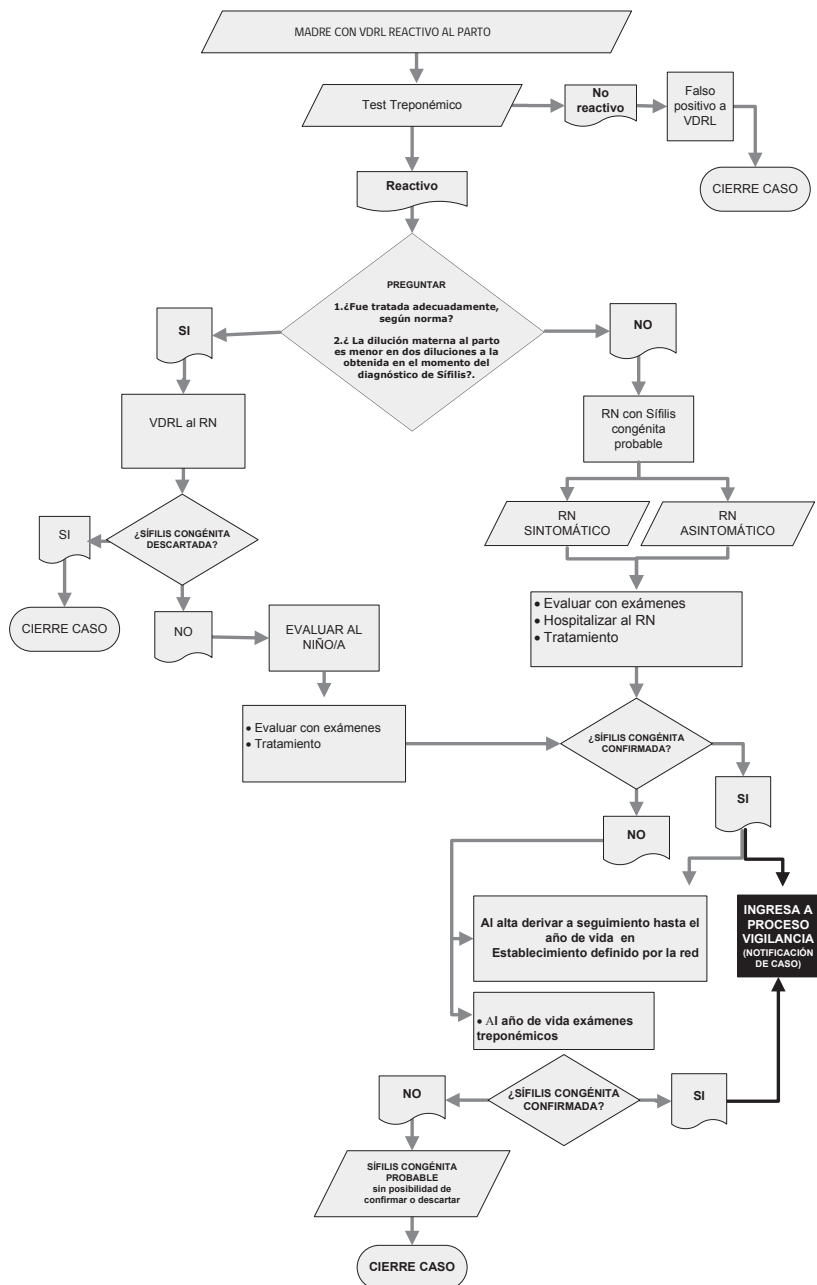 MADRE CON VDRL REACTIVO AL PARTO
Test Treponémico
No
reactivo
Falso
positivo a
VDRL
CIERRE CASO
Reactivo
PREGUNTAR
1.¿Fue tratada adecuadamente,
según norma?
2.¿ La dilución materna al parto
es menor en dos diluciones a la
obtenida en el momento del
diagnóstico de Sífilis?.
SI
NO
VDRL al RN
RN con Sífilis
congénita
probable
¿SÍFILIS CONGÉNITA
DESCARTADA?
SI
CIERRE CASO
NO
EVALUAR AL
NIÑO/A
RN
SINTOMÁTICO
RN
ASINTOMÁTICO
• Evaluar con exámenes
• Hospitalizar al RN
• Tratamiento
• Evaluar con exámenes
• Tratamiento
¿SÍFILIS CONGÉNITA
CONFIRMADA?
SI
NO
Al alta derivar a seguimiento hasta el
año de vida en
Establecimiento definido por la red
INGRESA A
PROCESO
VIGILANCIA
(NOTIFICACIÓN
DE CASO)
• Al año de vida exámenes
treponémicos
¿SÍFILIS CONGÉNITA
CONFIRMADA?
NO
SI
SÍFILIS CONGÉNITA
PROBABLE
sin posibilidad de
confirmar o descartar
CIERRE CASO